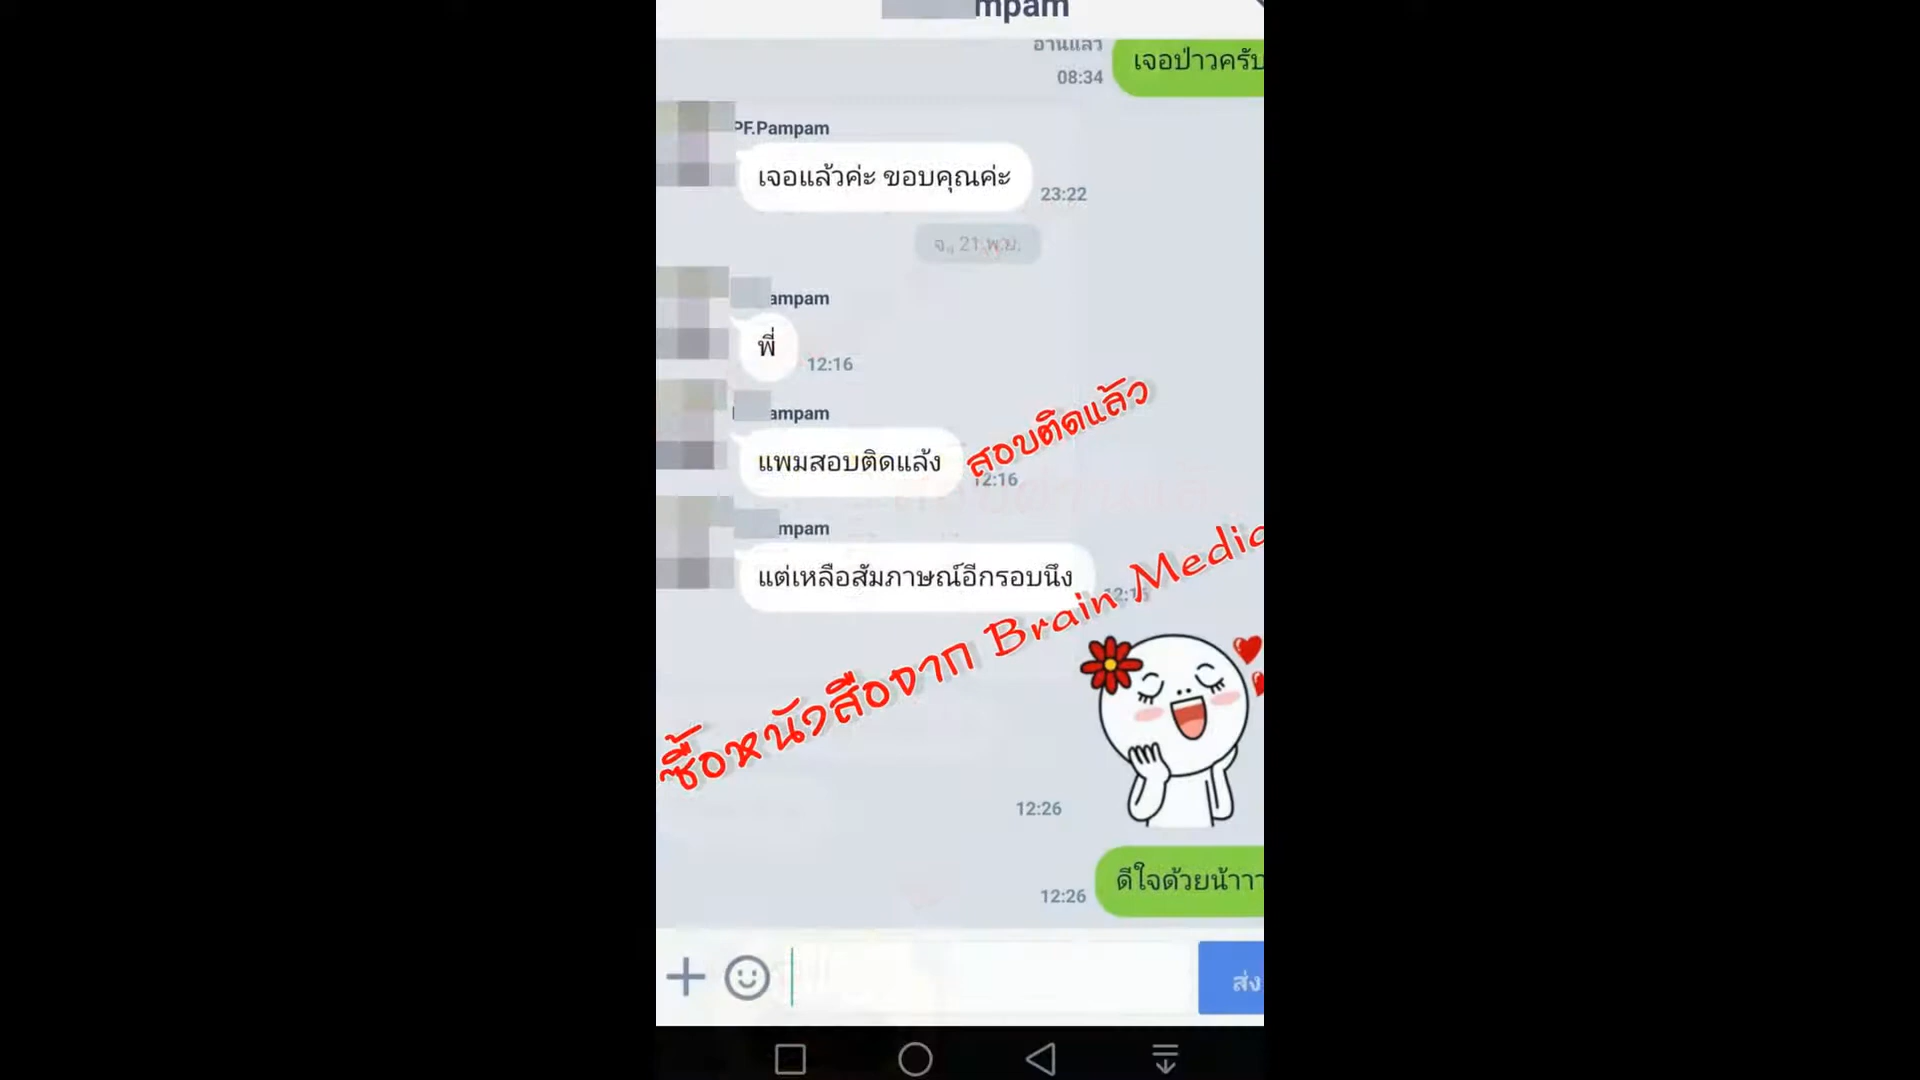 mpam
อ่านแล้ว
08:34
เจอป่าวครับ
PF.Pampam
เจอแล้วค่ะ ขอบคุณค่ะ
23:22
จ., 21 พ.ย.
ampam
พี่
12:16
ampam
แพมสอบติดแล้ง
12:16
สอบติดแล้ว
mpam
แต่เหลือสัมภาษณ์อีกรอบนึง
ซื้อหนังสือจาก Brain Media
12:26
12:26
ดีใจด้วยน้าาา
ส่ง